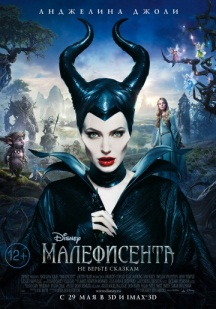 АНДЖЕЛИНА ДЖОЛИ
Disney
МАЛЕФИСЕНТА
НЕ ВЕРЬТЕ СКАЗКАМ
12+
С 29 МАЯ В 3D И IMAX 3D